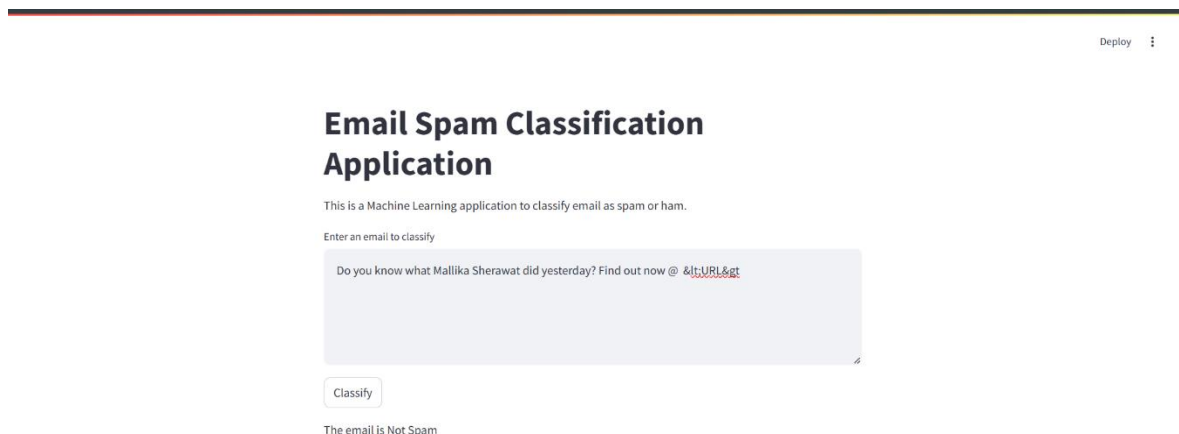 Deploy
Email Spam Classification
Application
This is a Machine Learning application to classify email as spam or ham.
Enter an email to classify
Do you know what Mallika Sherawat did yesterday? Find out now @ &lt;URL&gt
Classify
The email is Not Spam